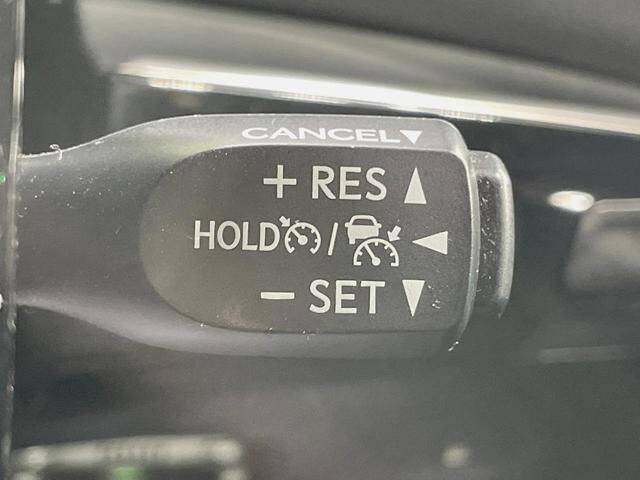 CANCEL▼
+ RES ▲
HOLD / ◀
− SET ▼